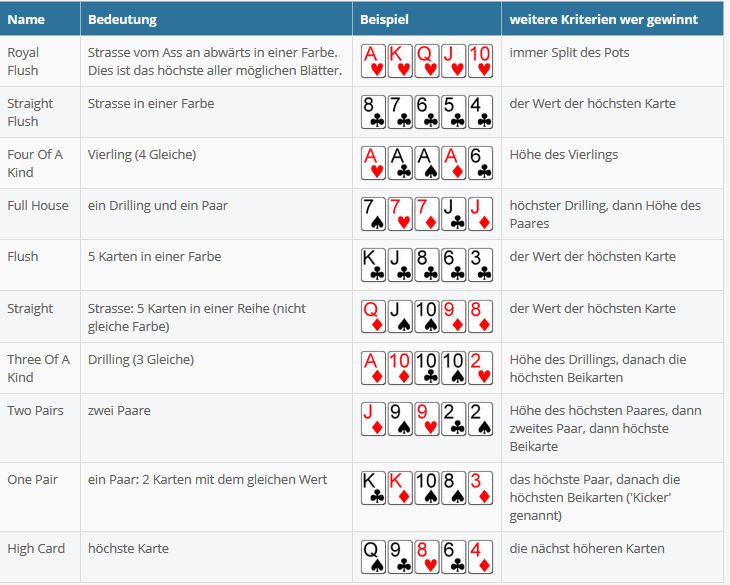 Name Bedeutung Beispiel weitere Kriterien wer gewinnt
Royal Flush
Strasse vom Ass an abwärts in einer Farbe.
Dies ist das höchste aller möglichen Blätter.
A K Q J 10
immer Split des Pots
Straight Flush
Strasse in einer Farbe
8 7 6 5 4
der Wert der höchsten Karte
Four Of A Kind
Vierling (4 Gleiche)
A A A A 6
Höhe des Vierlings
Full House
ein Drilling und ein Paar
7 7 7 J J
höchster Drilling, dann Höhe des
Paares
Flush
5 Karten in einer Farbe
K J 8 6 3
der Wert der höchsten Karte
Straight
Strasse: 5 Karten in einer Reihe (nicht
gleiche Farbe)
Q J 10 9 8
der Wert der höchsten Karte
Three Of A
Kind
Drilling (3 Gleiche)
A 10 10 10 2
Höhe des Drillings, danach die
höchsten Beikarten
Two Pairs
zwei Paare
J 9 9 2 2
Höhe des höchsten Paares, dann
zweites Paar, dann höchste
Beikarte
One Pair
ein Paar: 2 Karten mit dem gleichen Wert
K K 10 8 3
das höchste Paar, danach die
höchsten Beikarten ('Kicker'
genannt)
High Card
höchste Karte
Q 9 8 6 4
die nächst höheren Karten